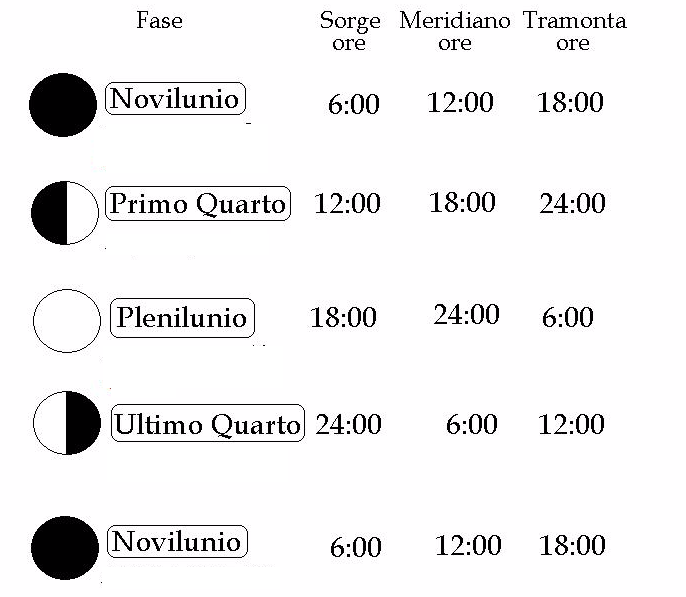 Fase Sorge Meridiano Tramonta
ore ore ore
Novilunio 6:00 12:00 18:00
Primo Quarto 12:00 18:00 24:00
Plenilunio 18:00 24:00 6:00
Ultimo Quarto 24:00 6:00 12:00
Novilunio 6:00 12:00 18:00